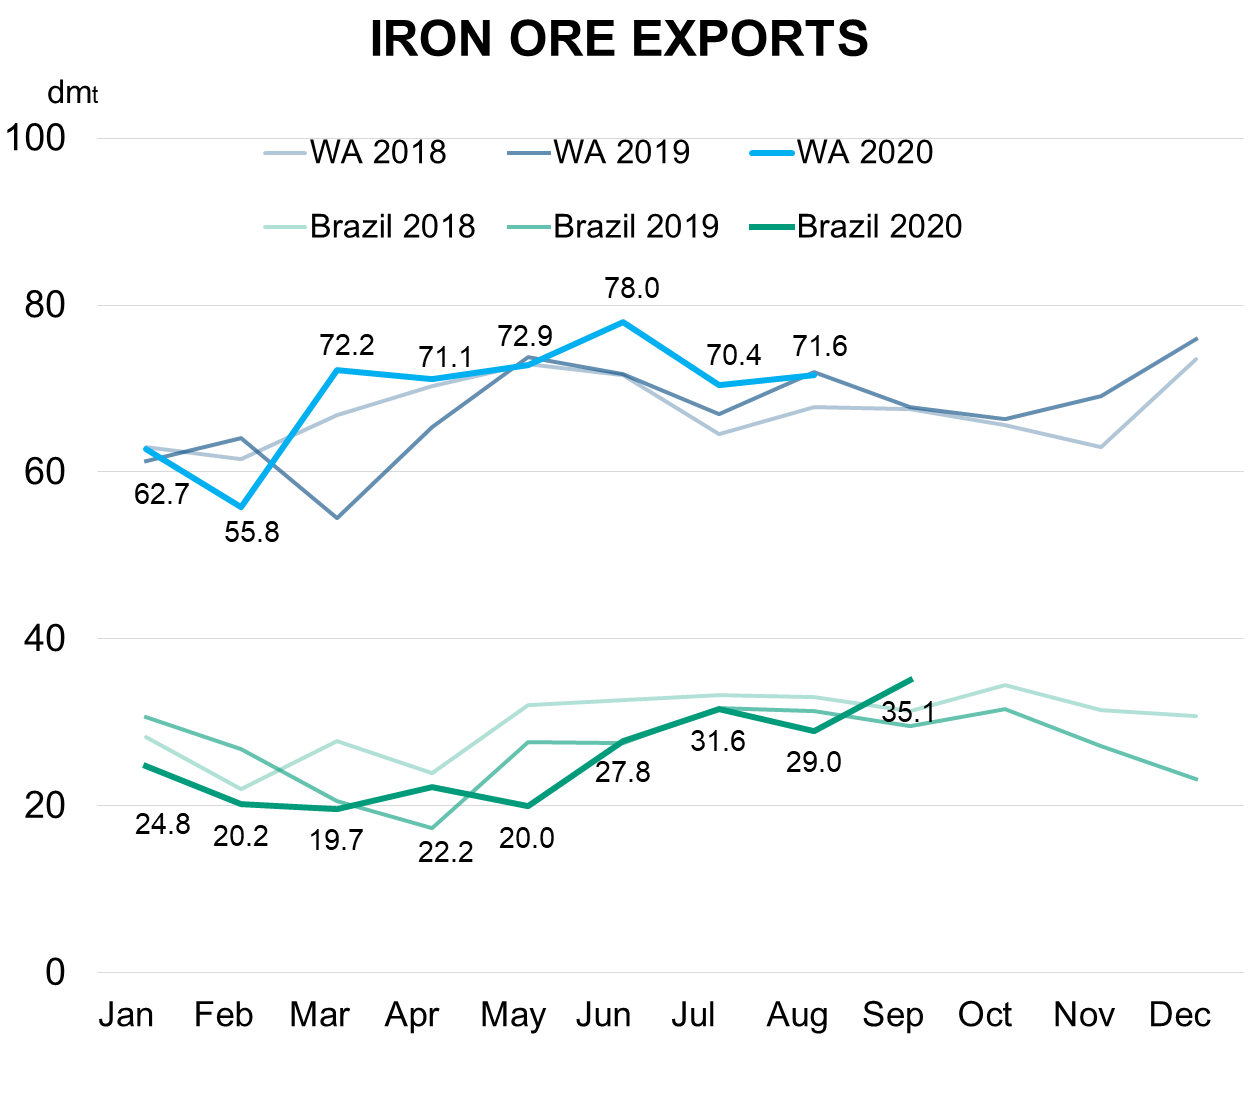 IRON ORE EXPORTS
dmt
100
WA 2018 WA 2019 WA 2020
Brazil 2018 Brazil 2019 Brazil 2020
78.0
80
72.2 71.1 72.9 70.4 71.6
60
62.7
55.8
40
35.1
31.6
27.8 29.0
20
24.8 20.2 19.7 22.2 20.0
0
Jan Feb Mar Apr May Jun Jul Aug Sep Oct Nov Dec